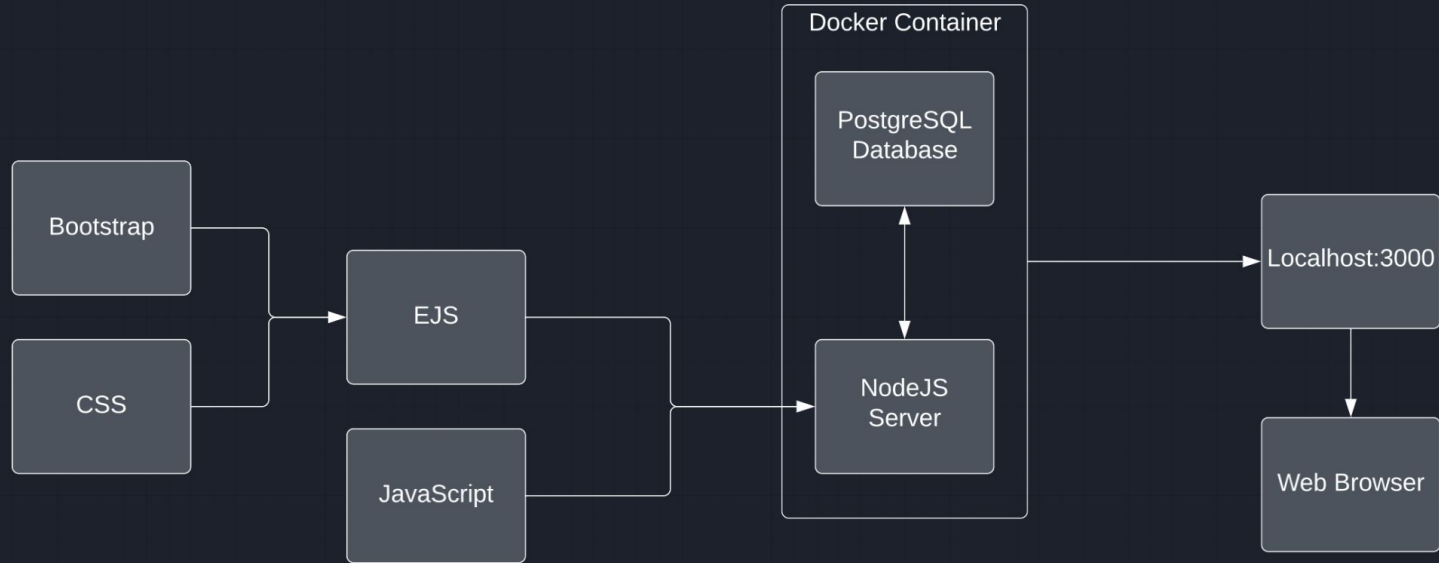 Docker Container
PostgreSQL
Database
Bootstrap
CSS
EJS
JavaScript
NodeJS
Server
Localhost:3000
Web Browser